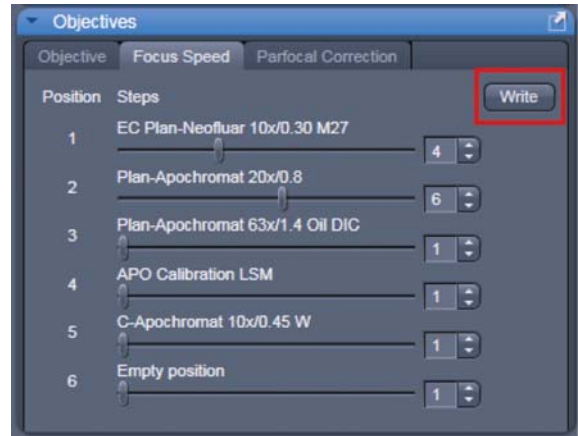 Objectives
Objective Focus Speed Parfocal Correction
Position Steps Write
1 EC Plan-Neofluar 10x/0.30 M27 4
2 Plan-Apochromat 20x/0.8 6
3 Plan-Apochromat 63x/1.4 Oil DIC 1
4 APO Calibration LSM 1
5 C-Apochromat 10x/0.45 W 1
6 Empty position 1